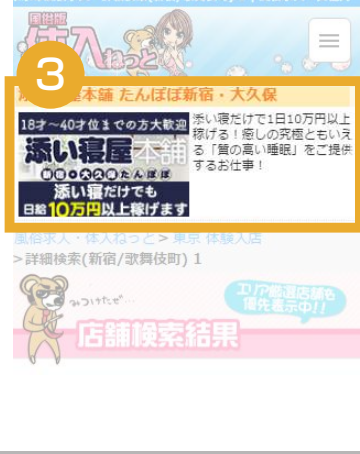 風俗版
体入ねっと
3
本舗 たんぽぽ新宿・大久保
18才～40才位までの方大歓迎
添い寝屋本舗
新宿・大久保たんぽぽ
添い寝だけでも
日給10万円以上稼げます
添い寝だけで1日10万円以上
稼げる！癒しの究極ともいえ
る「質の高い睡眠」をご提供
するお仕事！
風俗求人・体入ねっと> 東京 体験入店
>詳細検索(新宿/歌舞伎町) 1
みつけたぜ…
エリア厳選店舗も
優先表示中!!
店舗検索結果